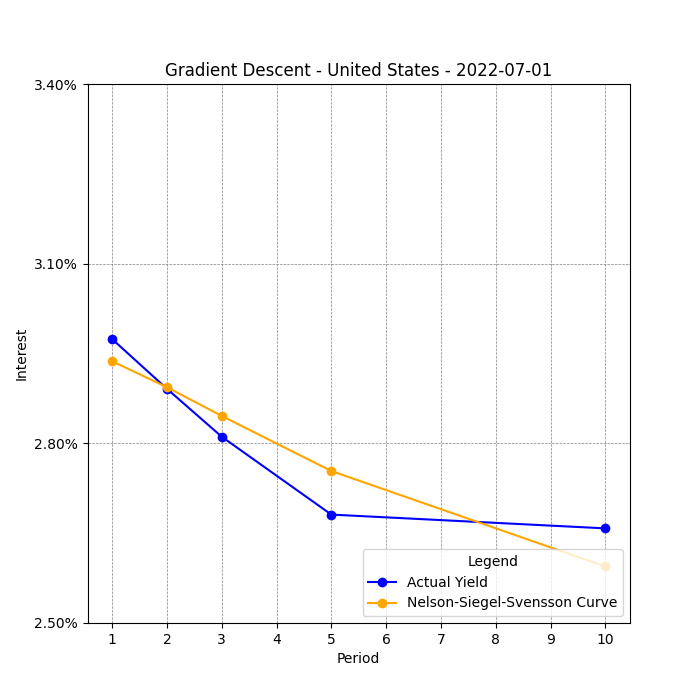 Gradient Descent - United States - 2022-07-01
3.40%
3.10%
2.80%
2.50%
Interest
1 2 3 4 5 6 7 8 9 10
Period
Legend
Actual Yield
Nelson-Siegel-Svensson Curve